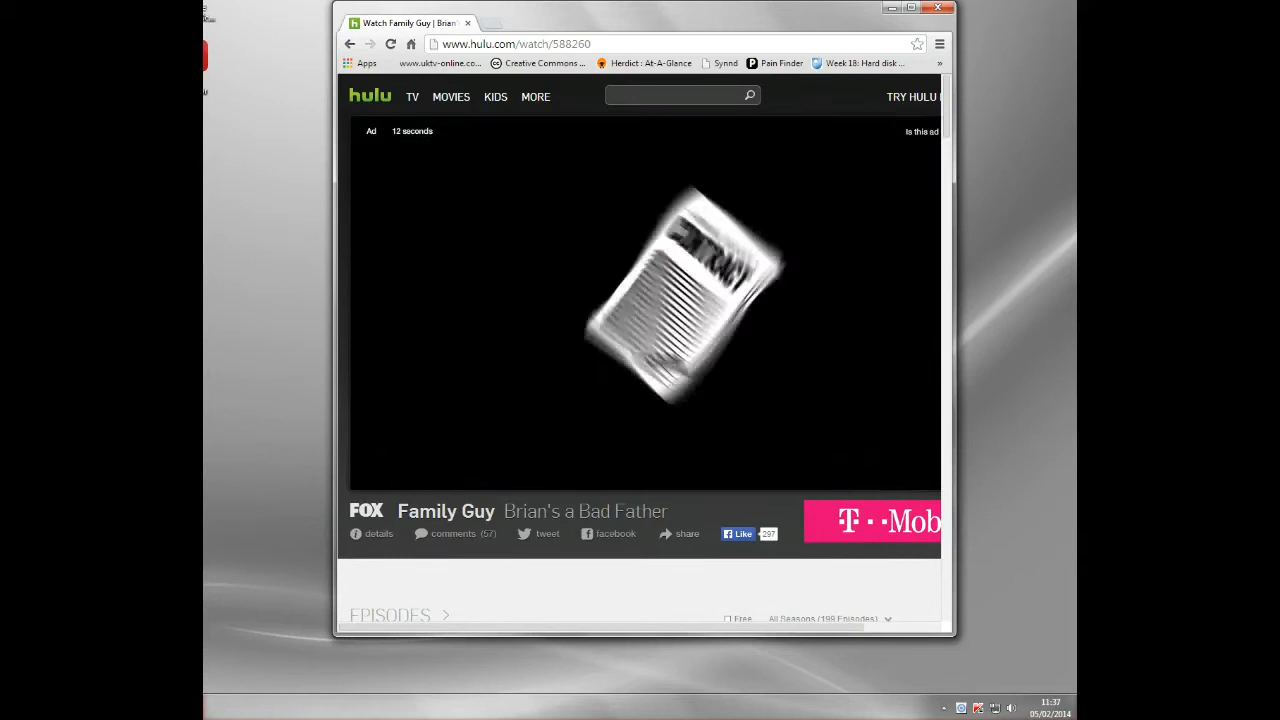 Watch Family Guy | Brian'
www.hulu.com/watch/588260
Apps www.uktv-online.co... Creative Commons ... Herdict : At-A-Glance Synnd Pain Finder Week 18: Hard disk ... »
hulu TV MOVIES KIDS MORE TRY HULU
Ad 12 seconds Is this ad
CONTRACT
FOX Family Guy Brian's a Bad Father
T··Mob
details comments (57) tweet facebook share Like 297
EPISODES >
Free All Seasons (199 Episodes)
11:37
05/02/2014